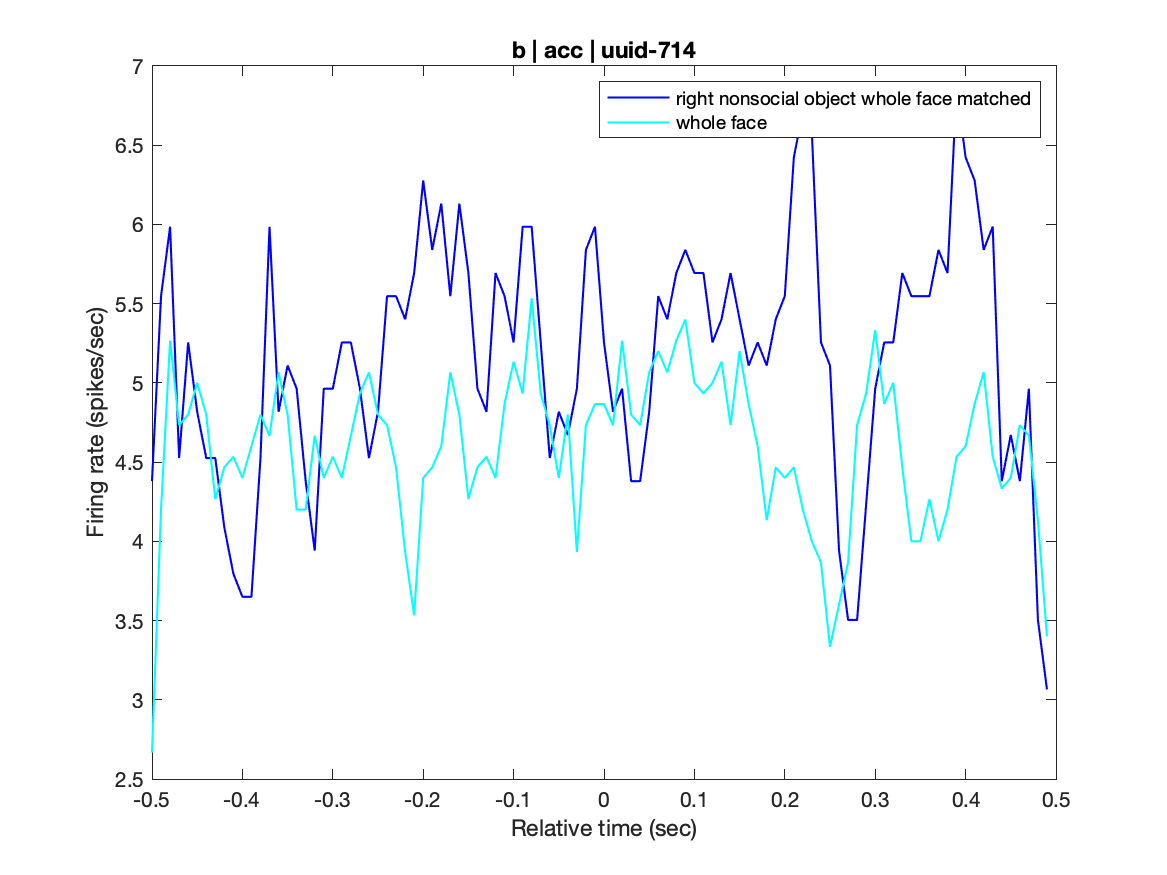 b | acc | uuid-714
right nonsocial object whole face matched
whole face
7
6.5
6
5.5
5
4.5
4
3.5
3
2.5
Firing rate (spikes/sec)
-0.5 -0.4 -0.3 -0.2 -0.1 0 0.1 0.2 0.3 0.4 0.5
Relative time (sec)